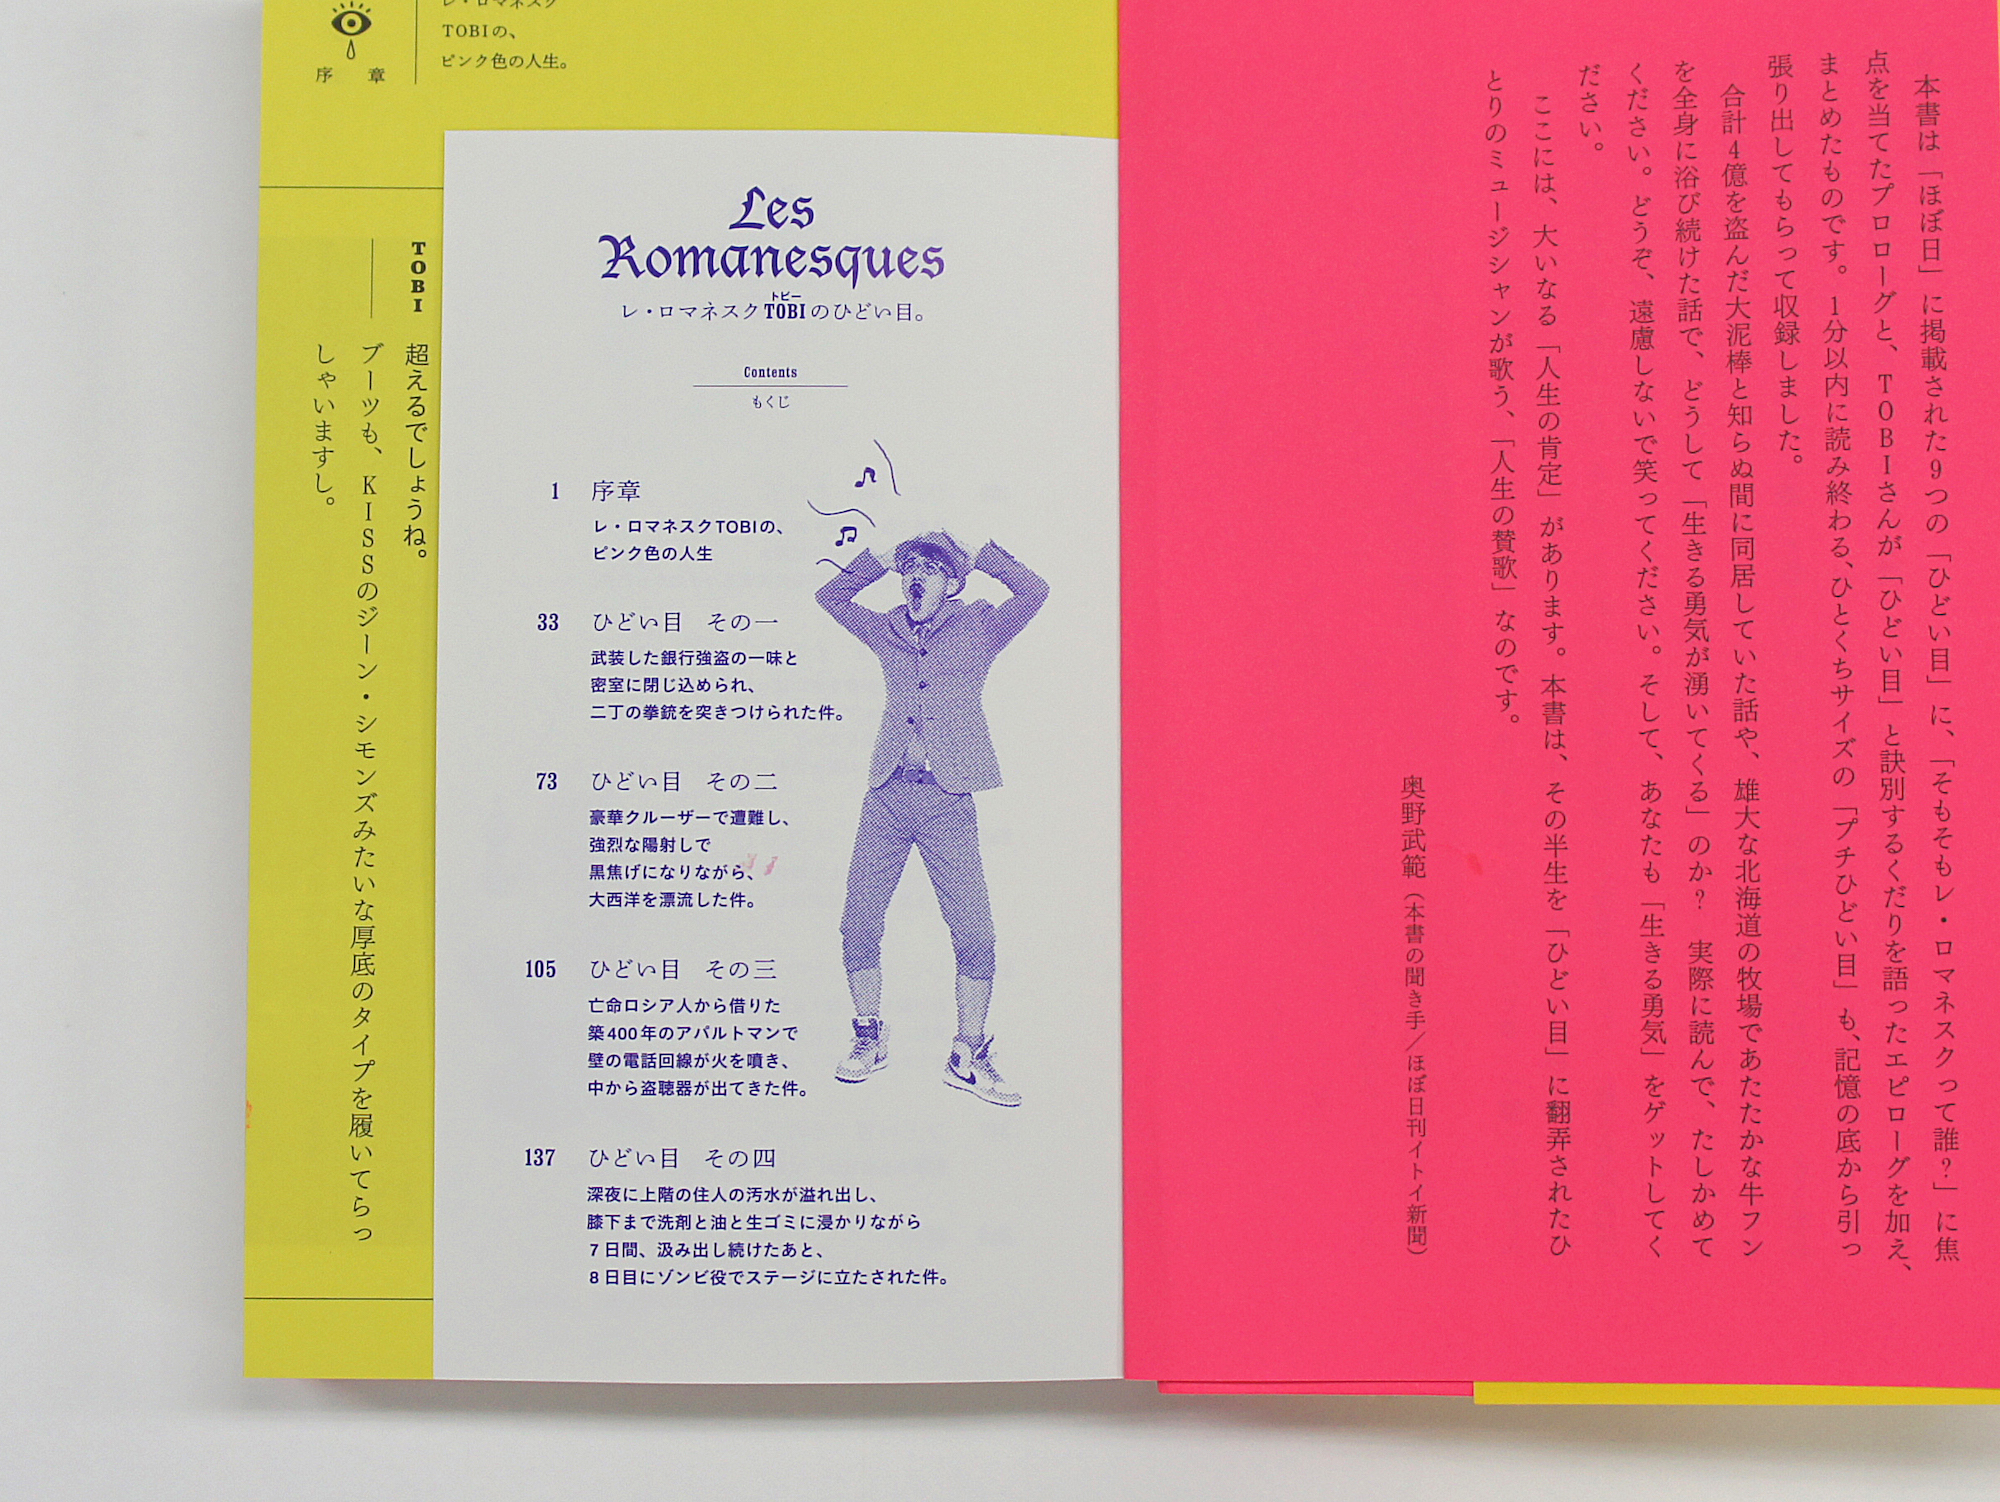 本書は「ほぼ日」に掲載された9つの「ひどい目」に、「そもそもレ・ロマネスクって誰?」に焦
点を当てたプロローグと、TOBIさんが「ひどい目」と訣別するくだりを語ったエピローグを加え、
まとめたものです。1分以内に読み終わる、ひとくちサイズの「プチひどい目」も、記憶の底から引っ
張り出してもらって収録しました。
合計4億を盗んだ大泥棒と知らぬ間に同居していた話や、雄大な北海道の牧場であたたかな牛フン
を全身に浴び続けた話で、どうして「生きる勇気が湧いてくる」のか? 実際に読んで、たしかめて
ください。どうぞ、遠慮しないで笑ってください。そして、あなたも「生きる勇気」をゲットしてく
ださい。
ここには、大いなる「人生の肯定」があります。本書は、その半生を「ひどい目」に翻弄されたひ
とりのミュージシャンが歌う、「人生の賛歌」なのです。
奥野武範(本書の聞き手/ほぼ日刊イトイ新聞)
Les
Romanesques
トビー
レ・ロマネスクTOBIのひどい目。
Contents
もくじ
1 序章
レ・ロマネスクTOBIの、
ピンク色の人生
33 ひどい目 その一
武装した銀行強盗の一味と
密室に閉じ込められ、
二丁の拳銃を突きつけられた件。
73 ひどい目 その二
豪華クルーザーで遭難し、
強烈な陽射しで
黒焦げになりながら、
大西洋を漂流した件。
105 ひどい目 その三
亡命ロシア人から借りた
築400年のアパルトマンで
壁の電話回線が火を噴き、
中から盗聴器が出てきた件。
137 ひどい目 その四
深夜に上階の住人の汚水が溢れ出し、
膝下まで洗剤と油と生ゴミに浸かりながら
7日間、汲み出し続けたあと、
8日目にゾンビ役でステージに立たされた件。
序章
レ・ロマネスク
TOBIの、
ピンク色の人生。
TOBI 超えるでしょうね。
ブーツも、KISSのジーン・シモンズみたいな厚底のタイプを履いてらっ
しゃいますし。